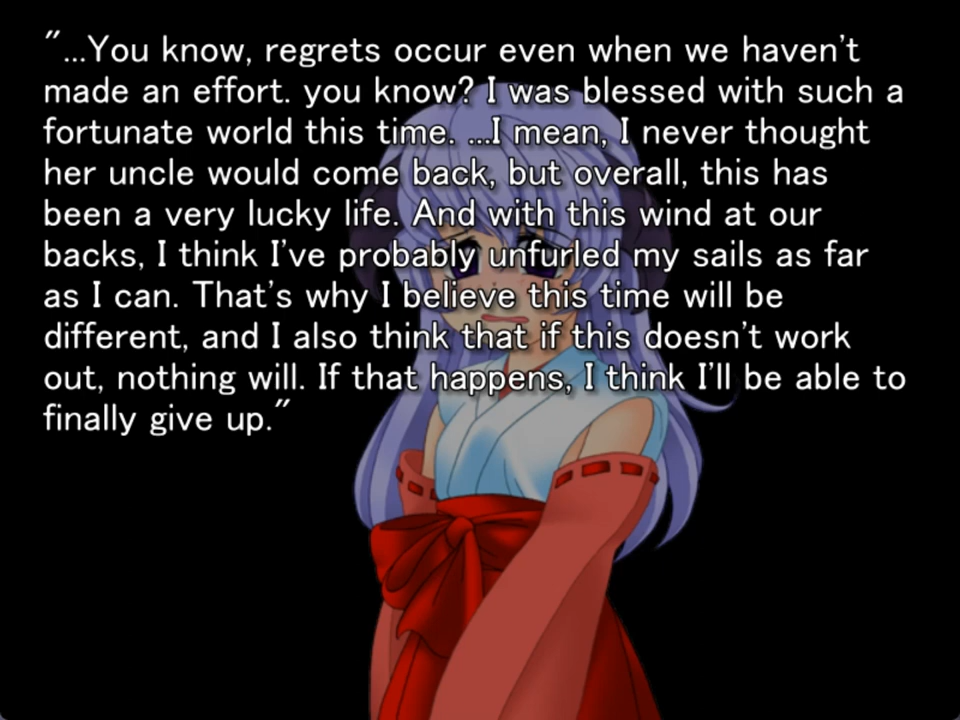 "...You know, regrets occur even when we haven't
made an effort. you know? I was blessed with such a
fortunate world this time. ...I mean, I never thought
her uncle would come back, but overall, this has
been a very lucky life. And with this wind at our
backs, I think I've probably unfurled my sails as far
as I can. That's why I believe this time will be
different, and I also think that if this doesn't work
out, nothing will. If that happens, I think I'll be able to
finally give up."